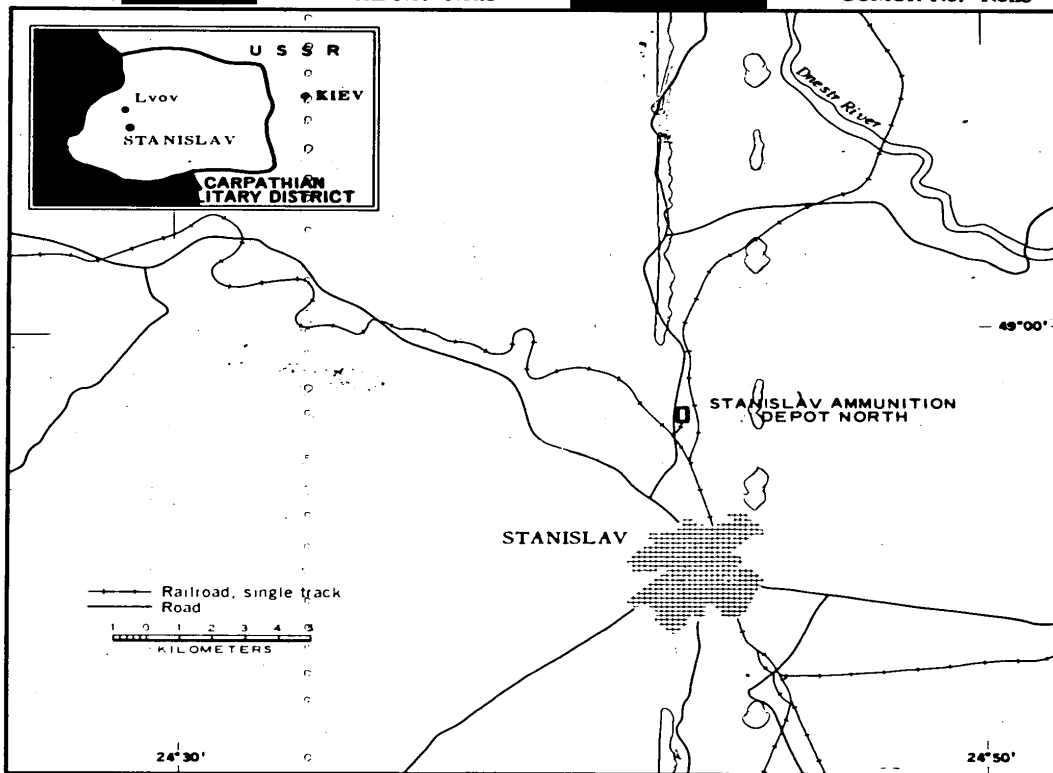 U S S R
Lvov
KIEV
STANISLAV
CARPATHIAN
LITARY DISTRICT
Dnestr River
49°00'
STANISLAV AMMUNITION
DEPOT NORTH
STANISLAV
Railroad, single track
Road
1 0 1 2 3 4 5
KILOMETERS
24°30'
24°50'